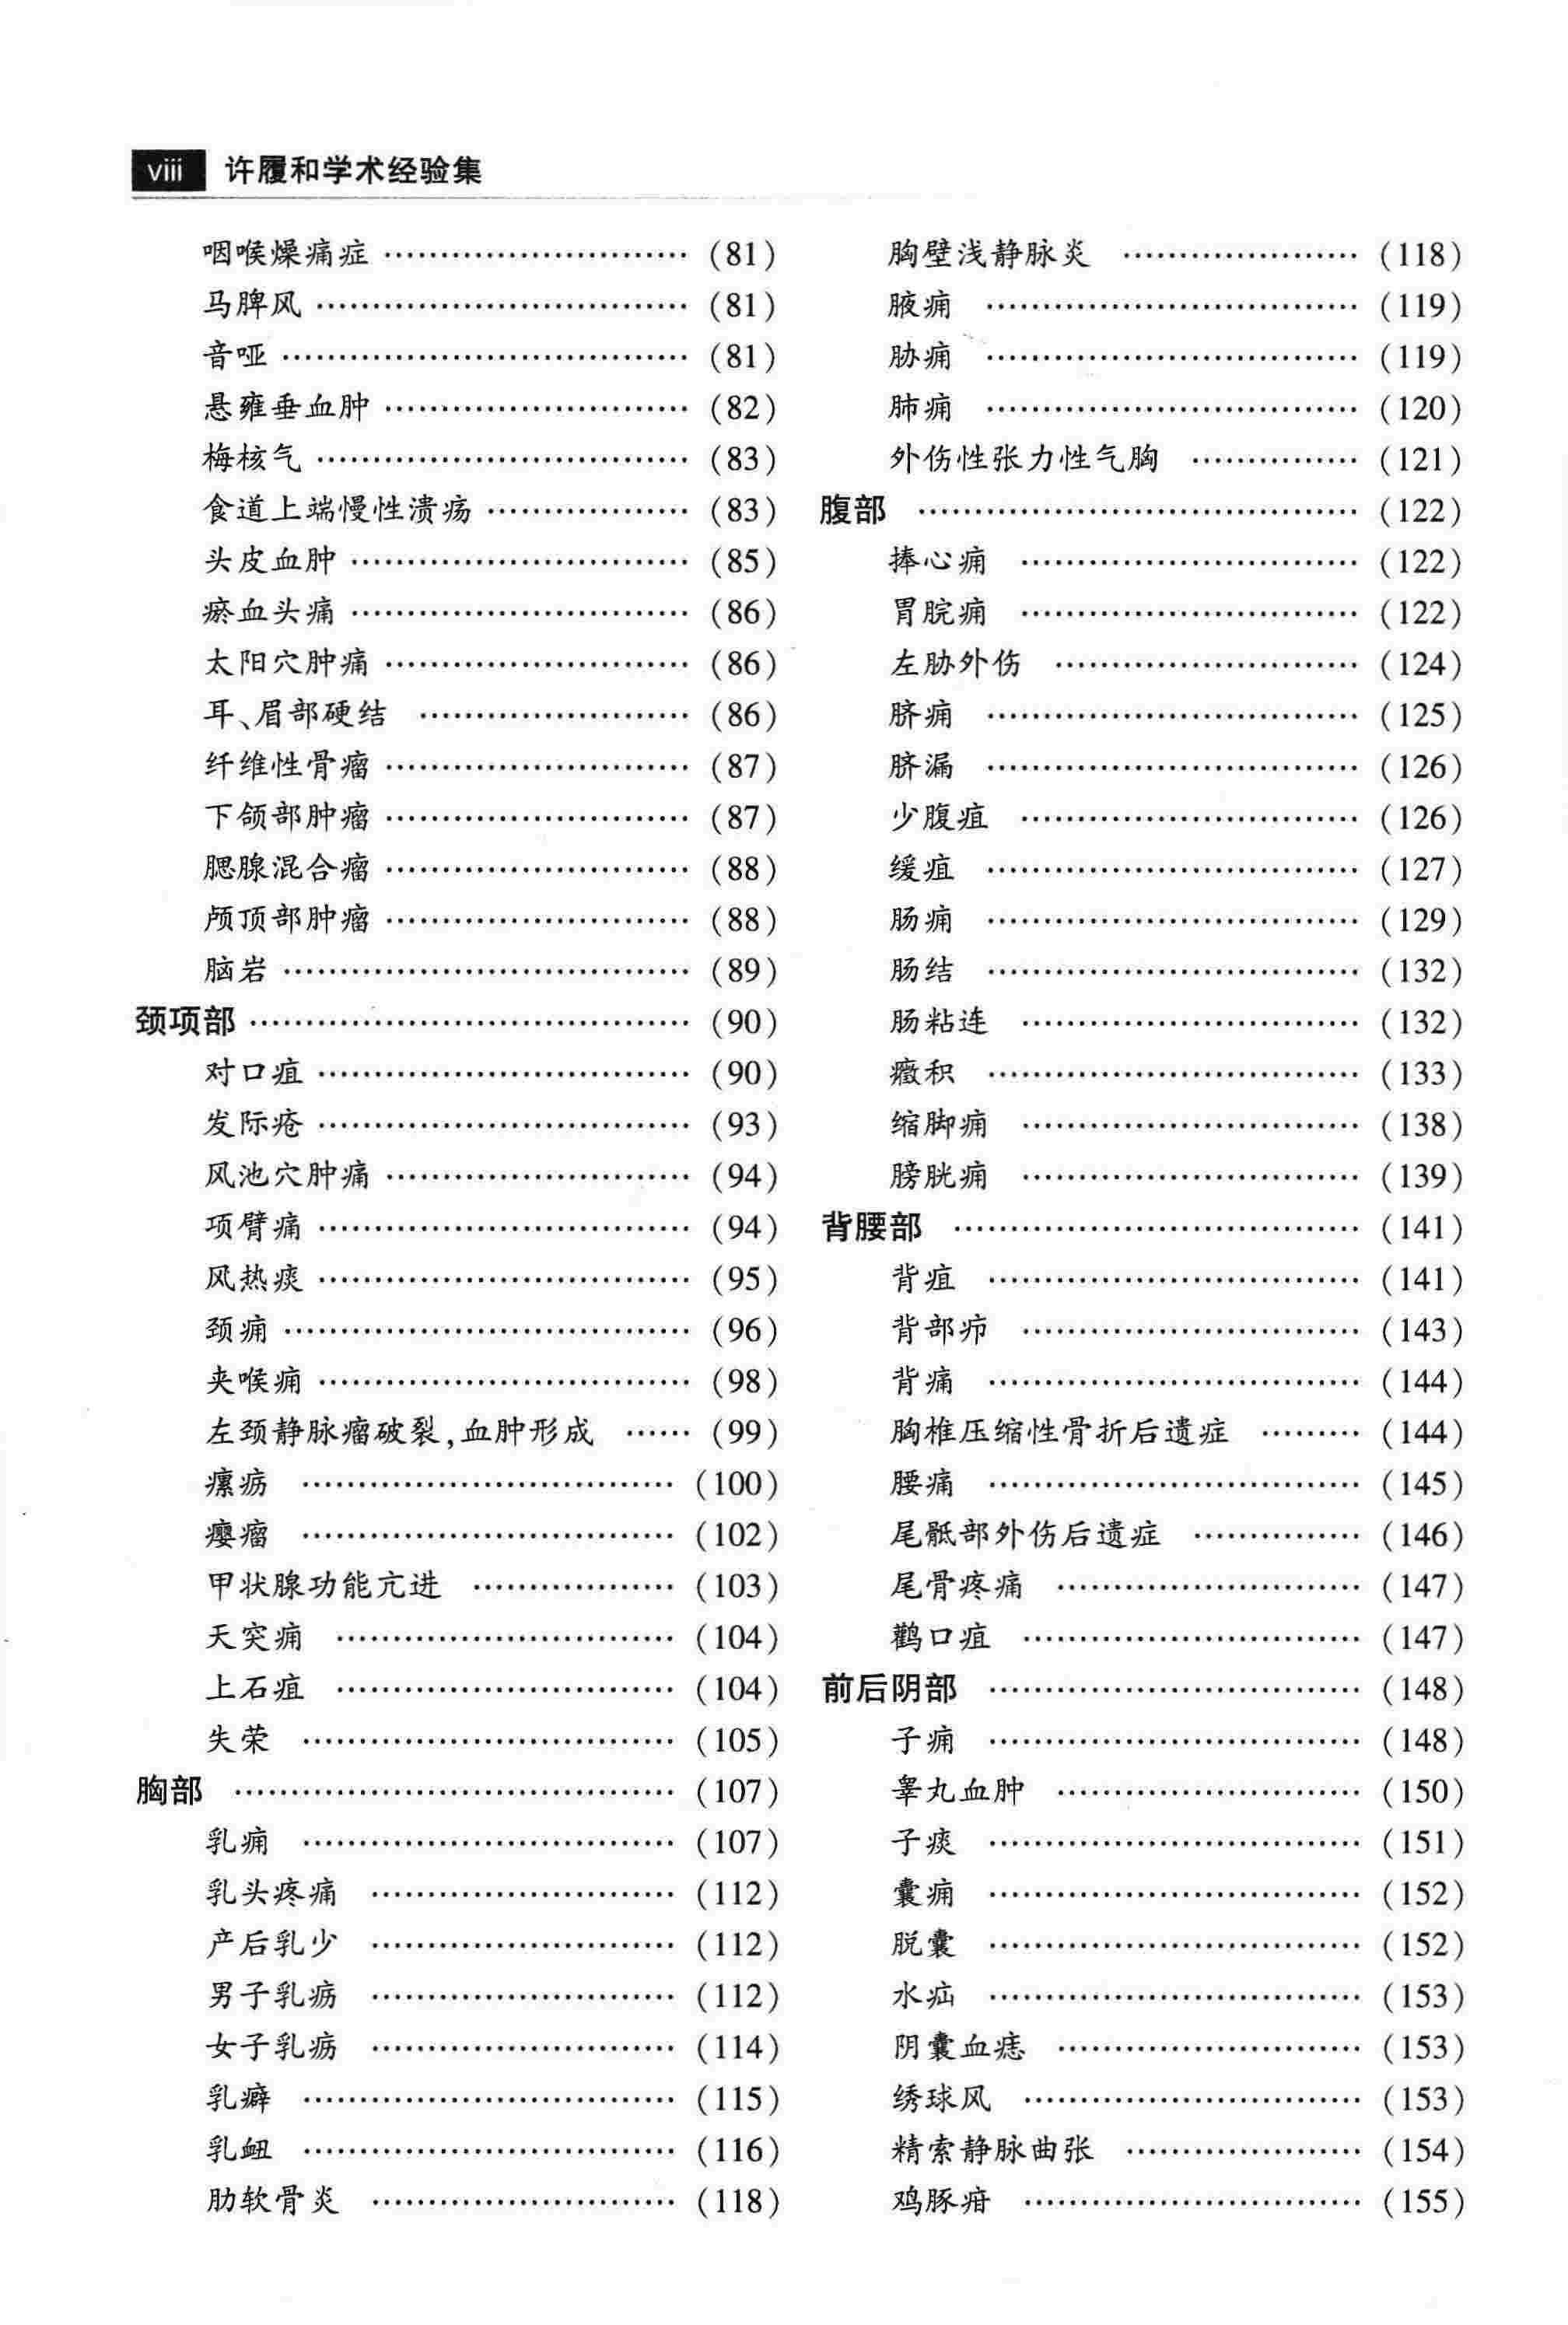 viii 许履和学术经验集
咽喉燥痛症 ………………………… (81)
马脾风 ……………………………… (81)
音哑 ………………………………… (81)
悬雍垂血肿 ………………………… (82)
梅核气 ……………………………… (83)
食道上端慢性溃疡 ………………… (83)
头皮血肿 …………………………… (85)
瘀血头痛 …………………………… (86)
太阳穴肿痛 ………………………… (86)
耳、眉部硬结 ……………………… (86)
纤维性骨瘤 ………………………… (87)
下颌部肿瘤 ………………………… (87)
腮腺混合瘤 ………………………… (88)
颅顶部肿瘤 ………………………… (88)
脑岩 ………………………………… (89)
颈项部 ……………………………………… (90)
对口疽 ……………………………… (90)
发际疮 ……………………………… (93)
风池穴肿痛 ………………………… (94)
项臂痛 ……………………………… (94)
风热痰 ……………………………… (95)
颈痈 ………………………………… (96)
夹喉痈 ……………………………… (98)
左颈静脉瘤破裂,血肿形成 …… (99)
瘰疬 ……………………………… (100)
瘿瘤 ……………………………… (102)
甲状腺功能亢进 ………………… (103)
天突痈 …………………………… (104)
上石疽 …………………………… (104)
失荣 ……………………………… (105)
胸部 …………………………………… (107)
乳痈 ……………………………… (107)
乳头疼痛 ………………………… (112)
产后乳少 ………………………… (112)
男子乳疬 ………………………… (112)
女子乳疬 ………………………… (114)
乳癖 ……………………………… (115)
乳衄 ……………………………… (116)
肋软骨炎 ………………………… (118)
胸壁浅静脉炎 …………………… (118)
腋痈 ……………………………… (119)
胁痈 ……………………………… (119)
肺痈 ……………………………… (120)
外伤性张力性气胸 ……………… (121)
腹部 …………………………………… (122)
捧心痈 …………………………… (122)
胃脘痈 …………………………… (122)
左胁外伤 ………………………… (124)
脐痈 ……………………………… (125)
脐漏 ……………………………… (126)
少腹疽 …………………………… (126)
缓疽 ……………………………… (127)
肠痈 ……………………………… (129)
肠结 ……………………………… (132)
肠粘连 …………………………… (132)
癥积 ……………………………… (133)
缩脚痈 …………………………… (138)
膀胱痈 …………………………… (139)
背腰部 ………………………………… (141)
背疽 ……………………………… (141)
背部疖 …………………………… (143)
背痛 ……………………………… (144)
胸椎压缩性骨折后遗症 ………… (144)
腰痛 ……………………………… (145)
尾骶部外伤后遗症 ……………… (146)
尾骨疼痛 ………………………… (147)
鹳口疽 …………………………… (147)
前后阴部 ……………………………… (148)
子痈 ……………………………… (148)
睾丸血肿 ………………………… (150)
子痰 ……………………………… (151)
囊痈 ……………………………… (152)
脱囊 ……………………………… (152)
水疝 ……………………………… (153)
阴囊血痣 ………………………… (153)
绣球风 …………………………… (153)
精索静脉曲张 …………………… (154)
鸡豚疳 …………………………… (155)